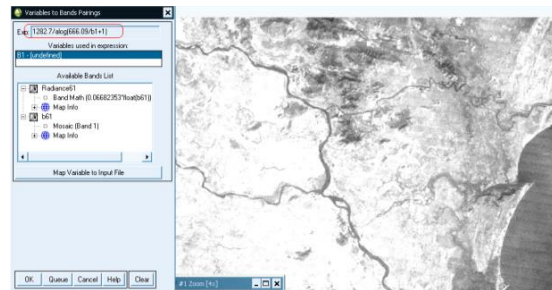 Variables to Bands Pairings
Exp: 1282.7/alog(666.09/b1+1)
Variables used in expression:
B1 - [undefined]
Available Bands List
Radiance61
Band Math (0.06682353*float(b61))
Map Info
b61
Mosaic (Band 1)
Map Info
Map Variable to Input File
OK Queue Cancel Help Clear
#1 Zoom [4x]